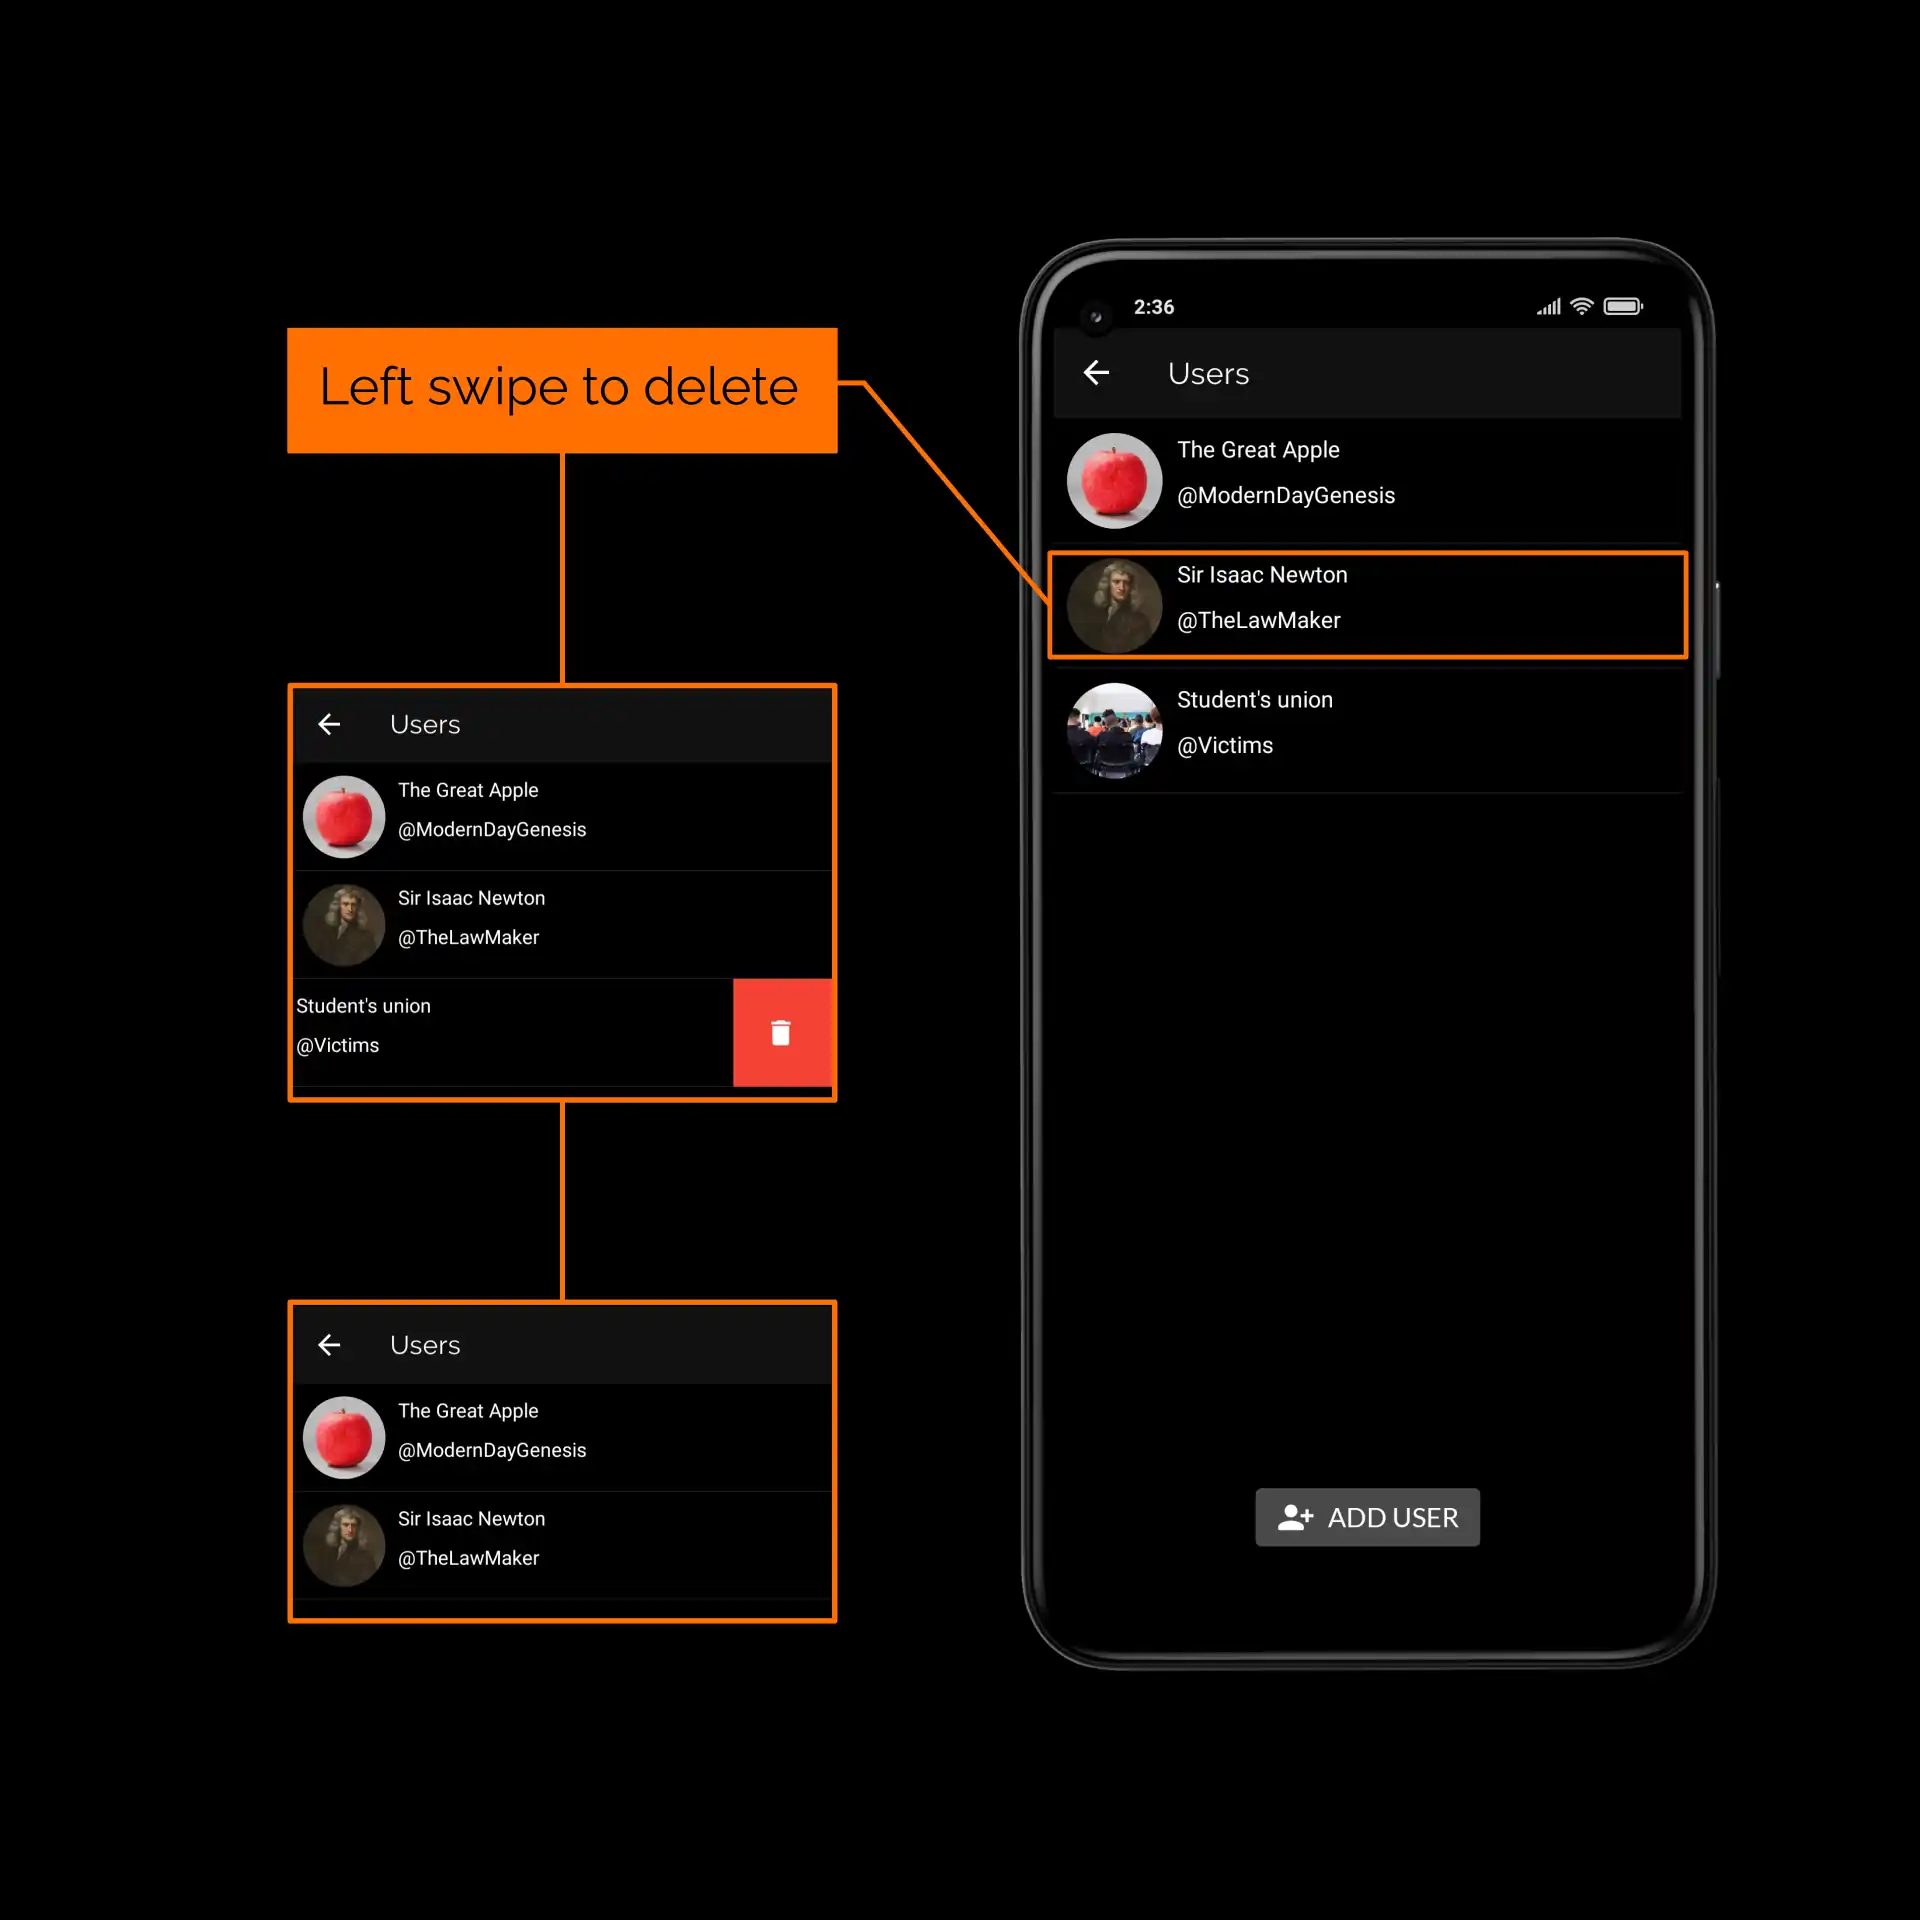 Left swipe to delete
Users
The Great Apple
@ModernDayGenesis
Sir Isaac Newton
@TheLawMaker
Student's union
@Victims
Users
The Great Apple
@ModernDayGenesis
Sir Isaac Newton
@TheLawMaker
2:36
Users
The Great Apple
@ModernDayGenesis
Sir Isaac Newton
@TheLawMaker
Student's union
@Victims
ADD USER